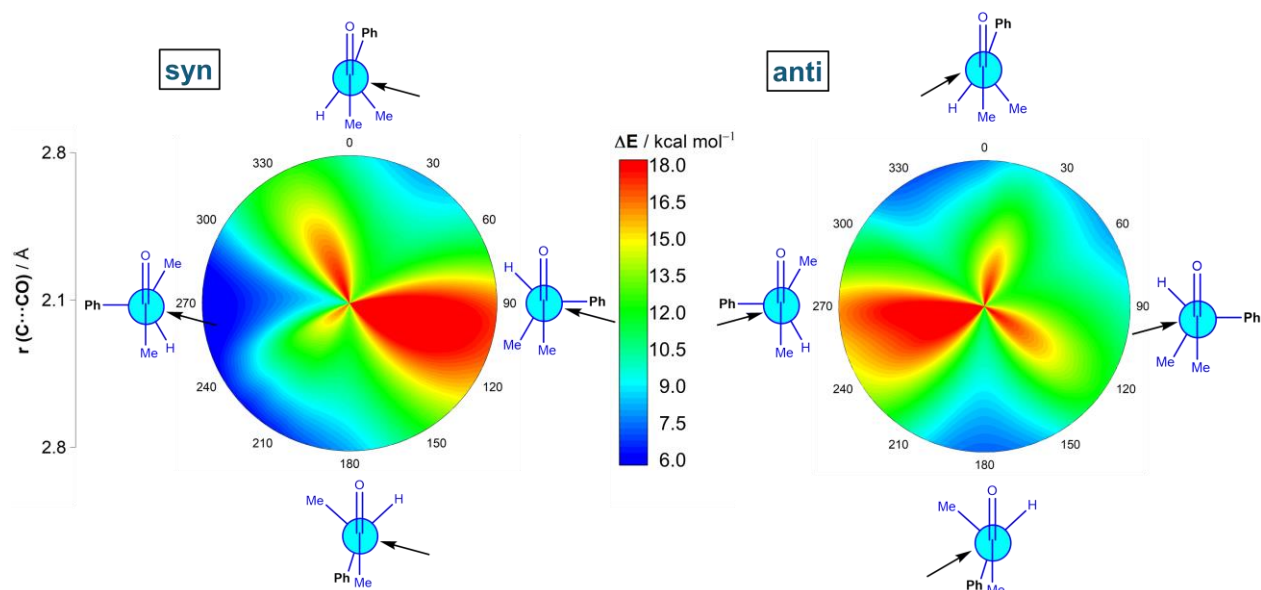 syn
anti
O
Ph
H
Me
Me
O
Ph
H
Me
Me
ΔE / kcal mol⁻¹
18.0
16.5
15.0
13.5
12.0
10.5
9.0
7.5
6.0
r (C···CO) / Å
2.8
2.1
2.8
0
30
60
90
120
150
180
210
240
270
300
330
O
Me
Ph
Me
H
O
H
Ph
Me
Me
O
Me
H
Ph
Me
0
30
60
90
120
150
180
210
240
270
300
330
O
Me
Ph
Me
H
O
H
Ph
Me
Me
O
Me
H
Ph
Me